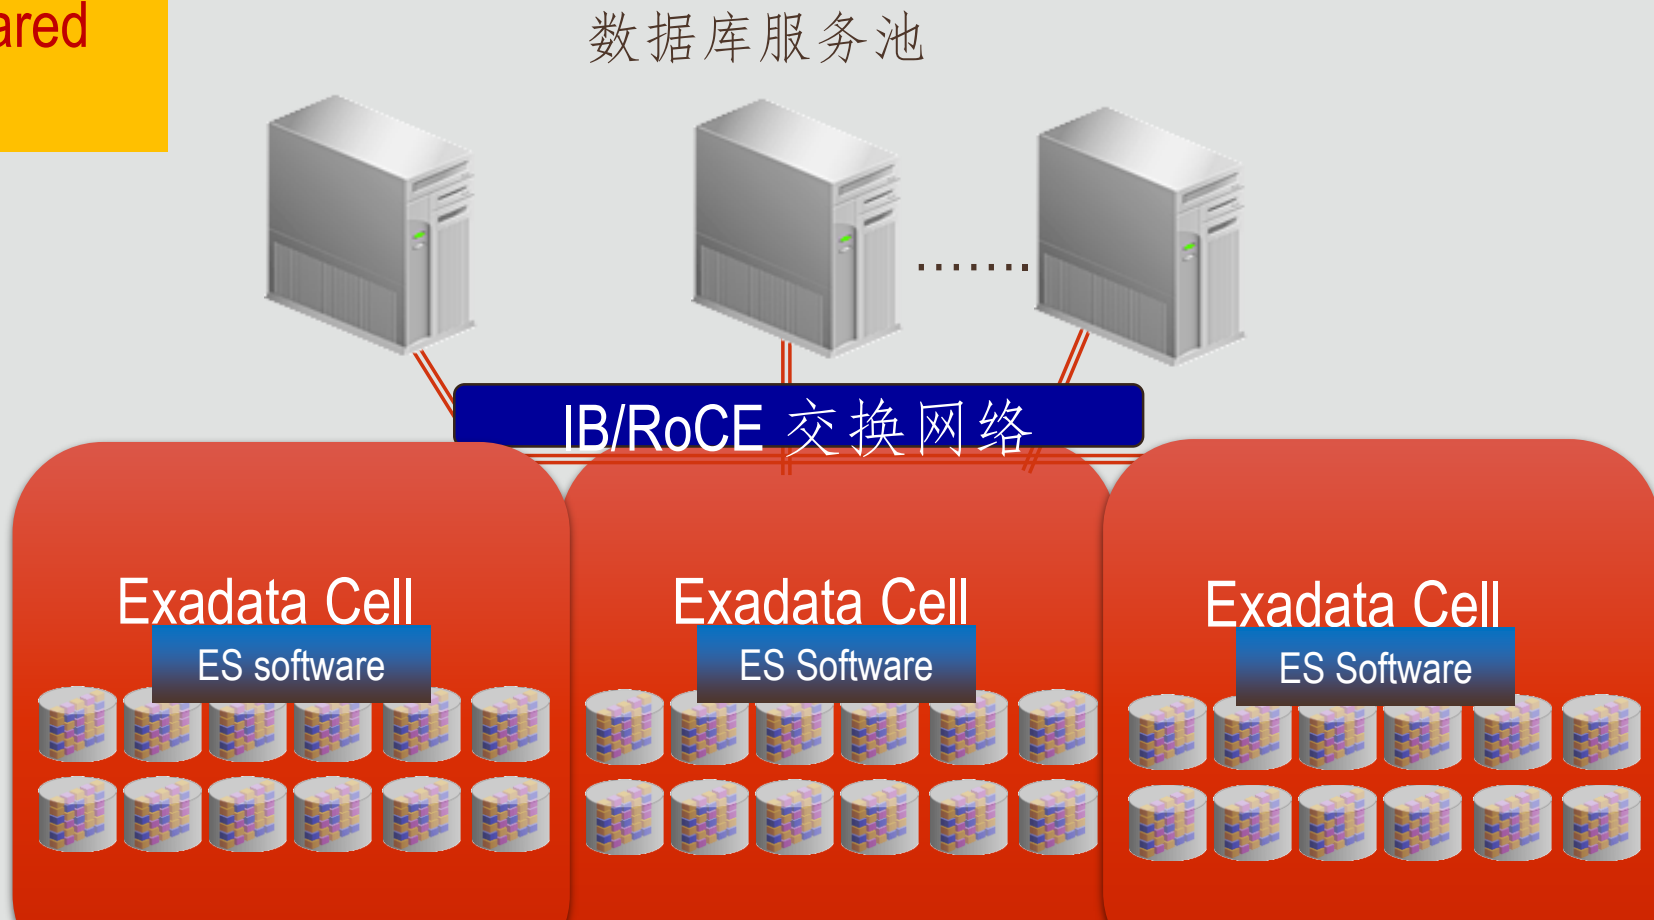 数据库服务池
.......
IB/RoCE 交换网络
Exadata Cell
ES software
Exadata Cell
ES Software
Exadata Cell
ES Software